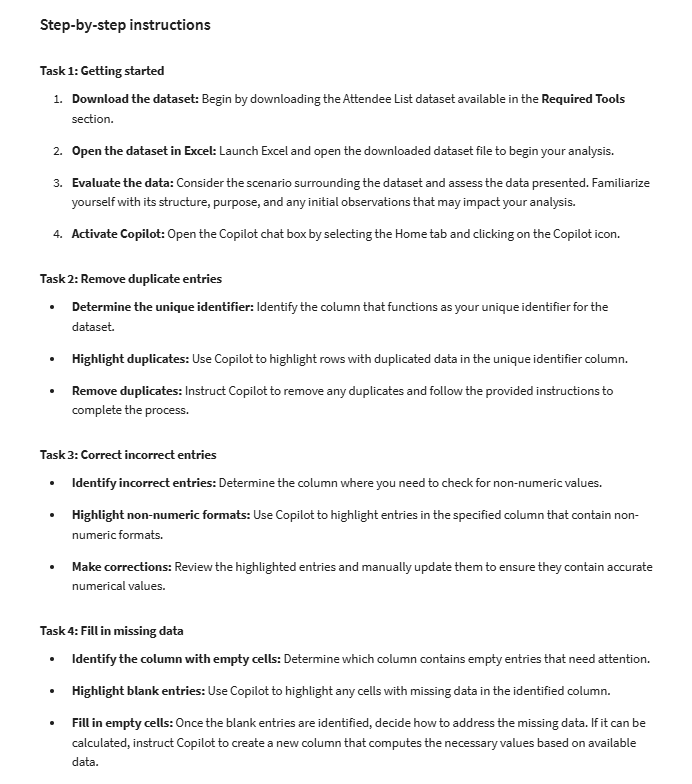 Step-by-step instructions
Task 1: Getting started
1. Download the dataset: Begin by downloading the Attendee List dataset available in the Required Tools
section.
2. Open the dataset in Excel: Launch Excel and open the downloaded dataset file to begin your analysis.
3. Evaluate the data: Consider the scenario surrounding the dataset and assess the data presented. Familiarize
yourself with its structure, purpose, and any initial observations that may impact your analysis.
4. Activate Copilot: Open the Copilot chat box by selecting the Home tab and clicking on the Copilot icon.
Task 2: Remove duplicate entries
• Determine the unique identifier: Identify the column that functions as your unique identifier for the
dataset.
• Highlight duplicates: Use Copilot to highlight rows with duplicated data in the unique identifier column.
• Remove duplicates: Instruct Copilot to remove any duplicates and follow the provided instructions to
complete the process.
Task 3: Correct incorrect entries
• Identify incorrect entries: Determine the column where you need to check for non-numeric values.
• Highlight non-numeric formats: Use Copilot to highlight entries in the specified column that contain non-
numeric formats.
• Make corrections: Review the highlighted entries and manually update them to ensure they contain accurate
numerical values.
Task 4: Fill in missing data
• Identify the column with empty cells: Determine which column contains empty entries that need attention.
• Highlight blank entries: Use Copilot to highlight any cells with missing data in the identified column.
• Fill in empty cells: Once the blank entries are identified, decide how to address the missing data. If it can be
calculated, instruct Copilot to create a new column that computes the necessary values based on available
data.